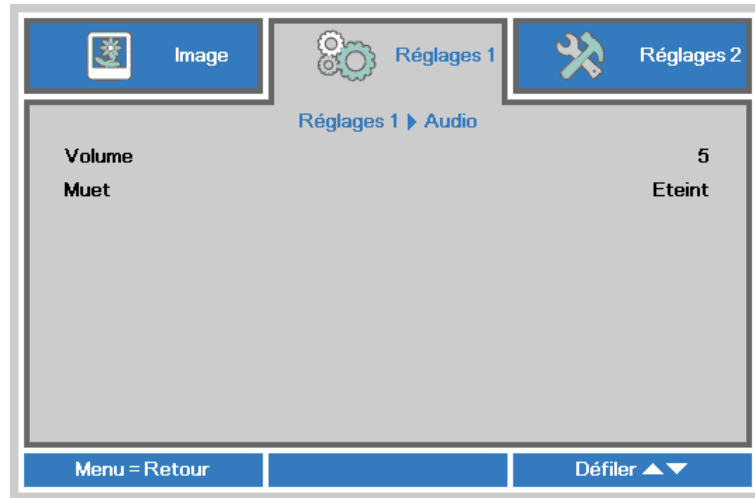 Image Réglages 1 Réglages 2
Réglages 1 ▶ Audio
Volume 5
Muet Eteint
Menu = Retour Défiler ▲▼